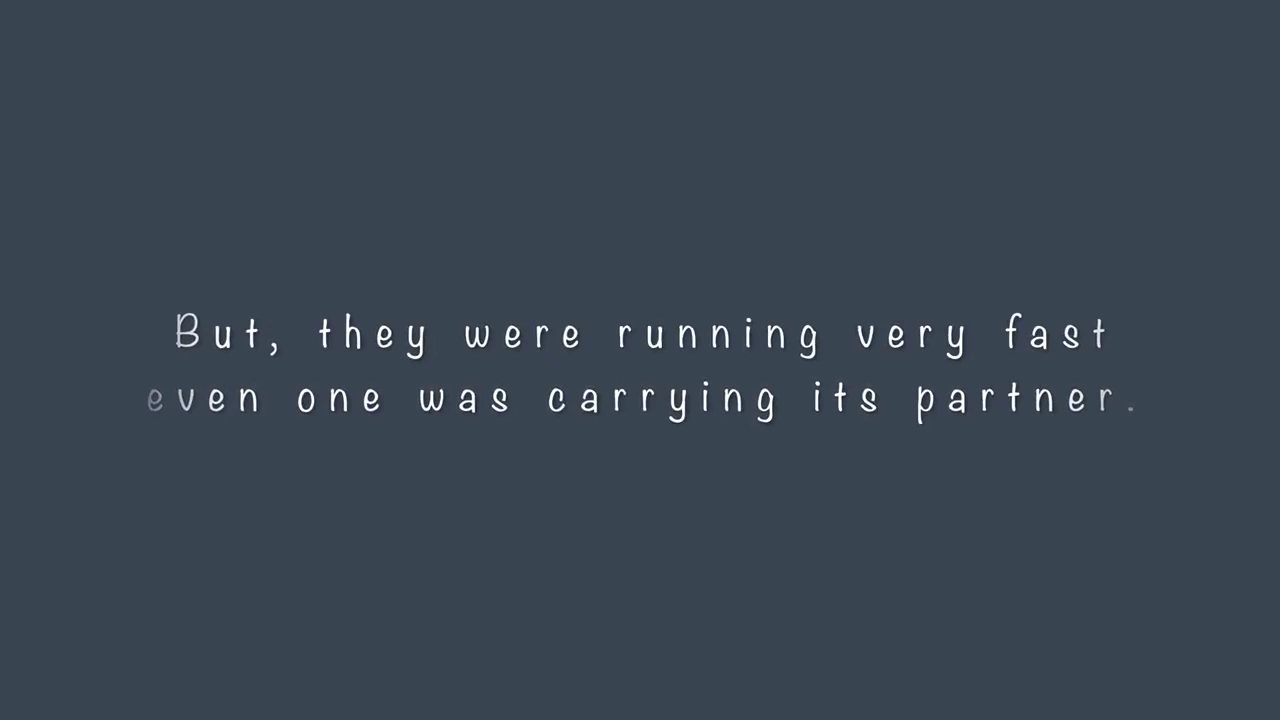 But, they were running very fast
even one was carrying its partner.